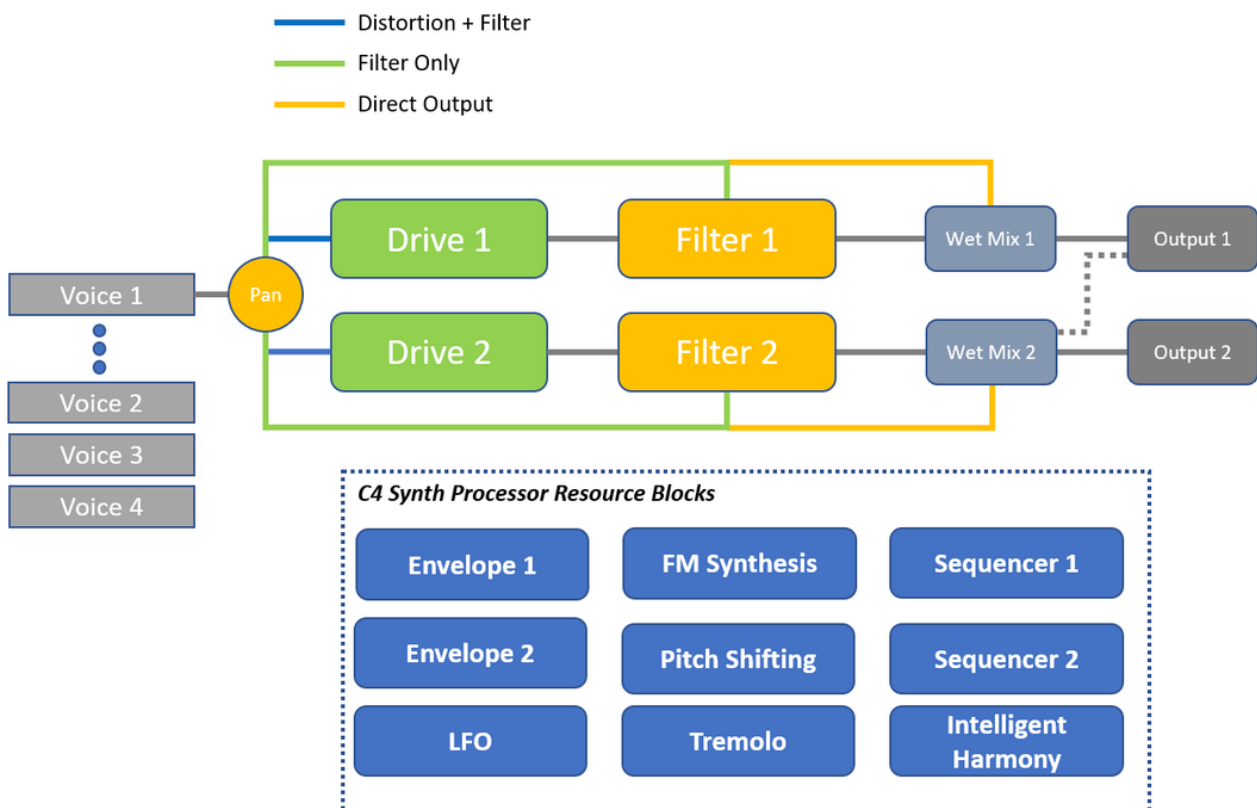 Distortion + Filter
Filter Only
Direct Output
Drive 1
Filter 1
Wet Mix 1
Output 1
Voice 1
Pan
Drive 2
Filter 2
Wet Mix 2
Output 2
Voice 2
Voice 3
Voice 4
C4 Synth Processor Resource Blocks
Envelope 1
FM Synthesis
Sequencer 1
Envelope 2
Pitch Shifting
Sequencer 2
LFO
Tremolo
Intelligent
Harmony